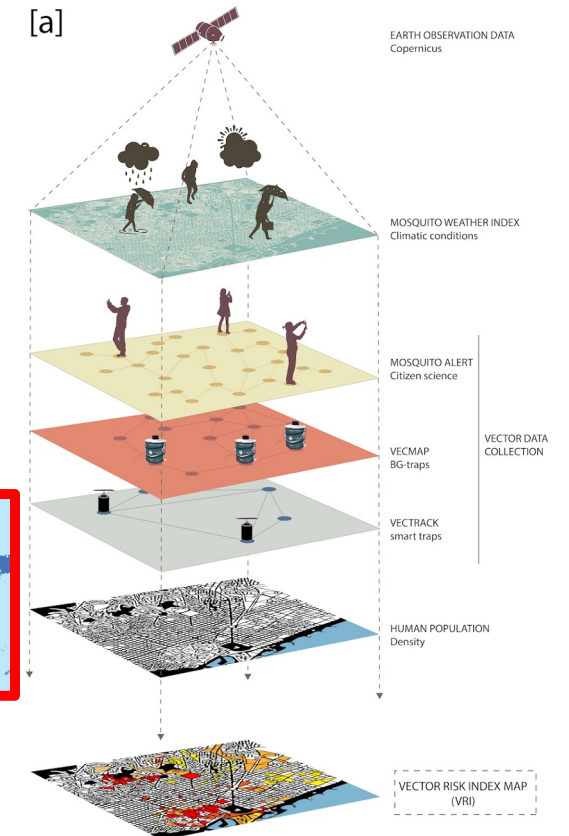 [a]
EARTH OBSERVATION DATA
Copernicus
MOSQUITO WEATHER INDEX
Climatic conditions
MOSQUITO ALERT
Citizen science
VECTOR DATA
COLLECTION
VECMAP
BG-traps
VECTRACK
smart traps
HUMAN POPULATION
Density
VECTOR RISK INDEX MAP
(VRI)